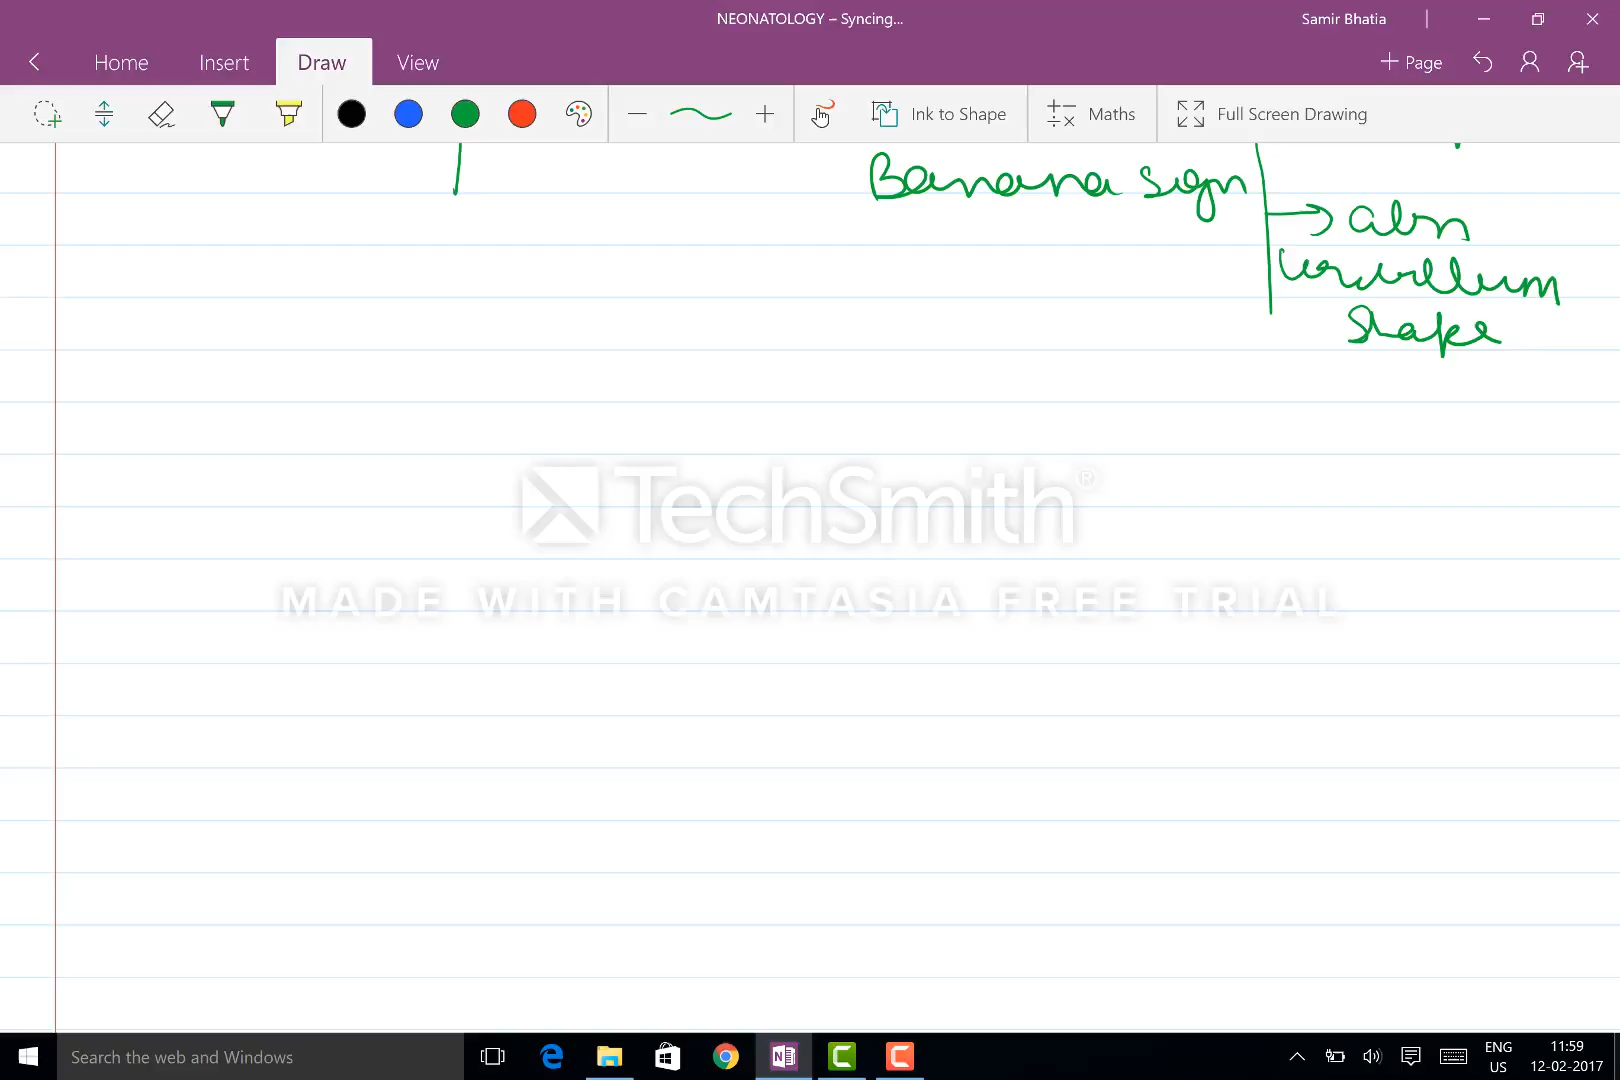 NEONATOLOGY – Syncing...
Samir Bhatia
Home Insert Draw View
Page
Ink to Shape
Maths
Full Screen Drawing
Banana sign
→ abn
cerebellum
shape
TechSmith®
MADE WITH CAMTASIA FREE TRIAL
Search the web and Windows
ENG
US
11:59
12-02-2017